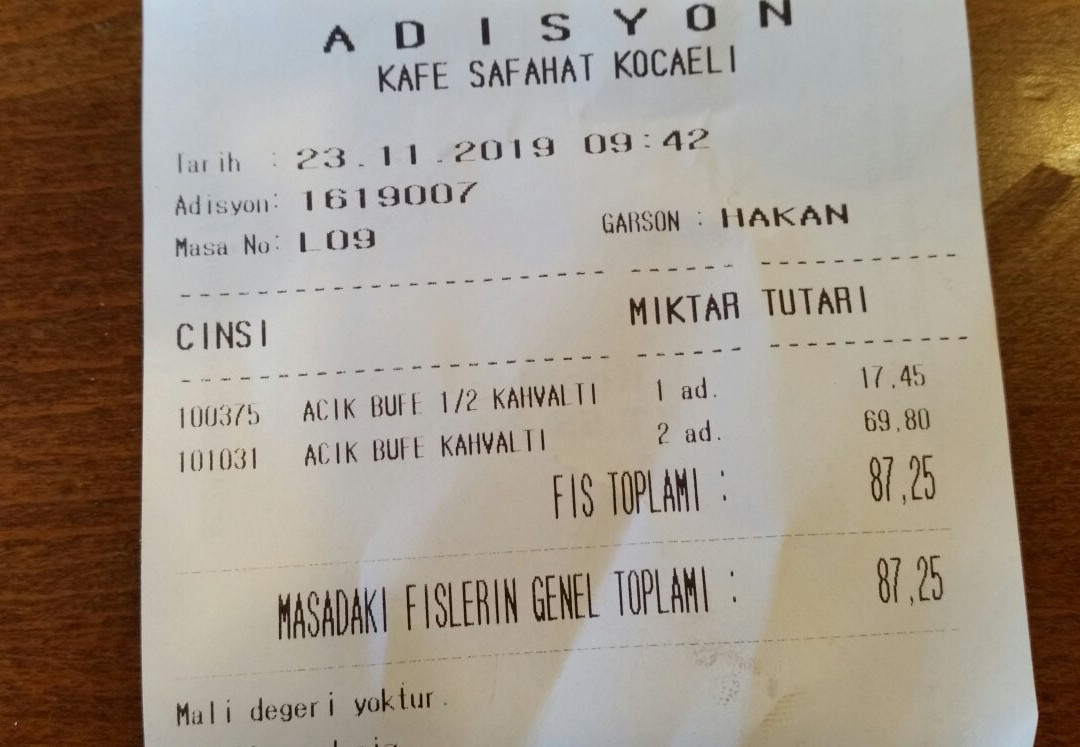 A D I S Y O N
KAFE SAFAHAT KOCAELI
Tarih : 23.11.2019 09:42
Adisyon: 1619007
Masa No: L09 GARSON : HAKAN
CINSI MIKTAR TUTARI
100375 ACIK BUFE 1/2 KAHVALTI 1 ad. 17,45
101031 ACIK BUFE KAHVALTI 2 ad. 69,80
FIS TOPLAMI : 87,25
MASADAKI FISLERIN GENEL TOPLAMI : 87,25
Mali degeri yoktur.